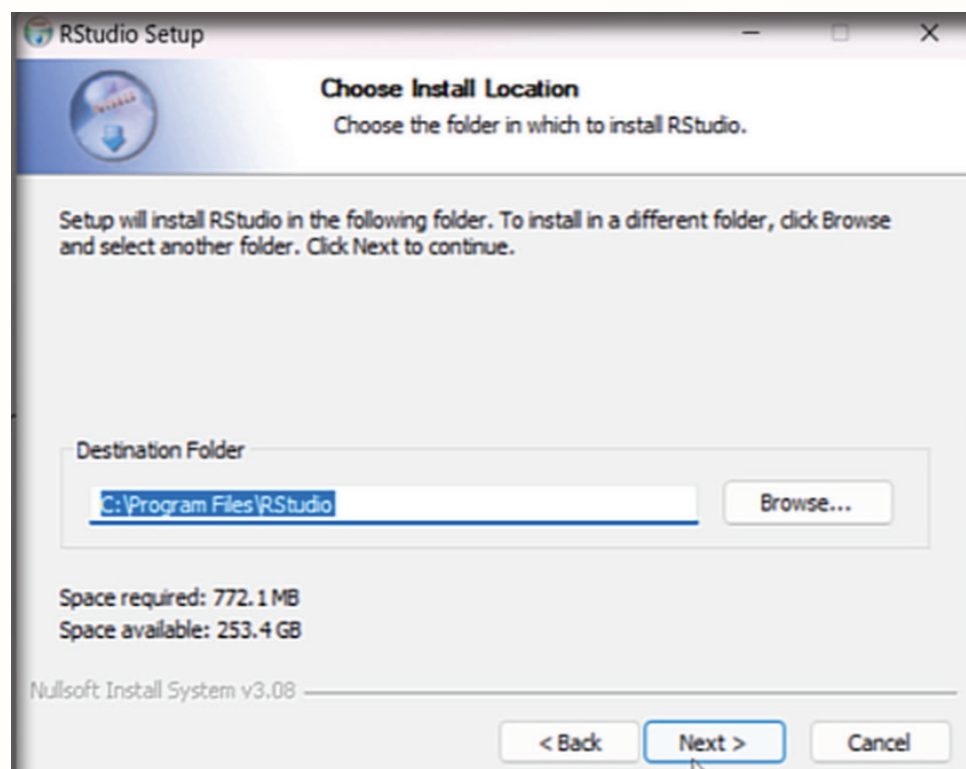 RStudio Setup
Choose Install Location
Choose the folder in which to install RStudio.
Setup will install RStudio in the following folder. To install in a different folder, click Browse
and select another folder. Click Next to continue.
Destination Folder
C:\Program Files\RStudio
Browse...
Space required: 772.1 MB
Space available: 253.4 GB
Nullsoft Install System v3.08
< Back
Next >
Cancel